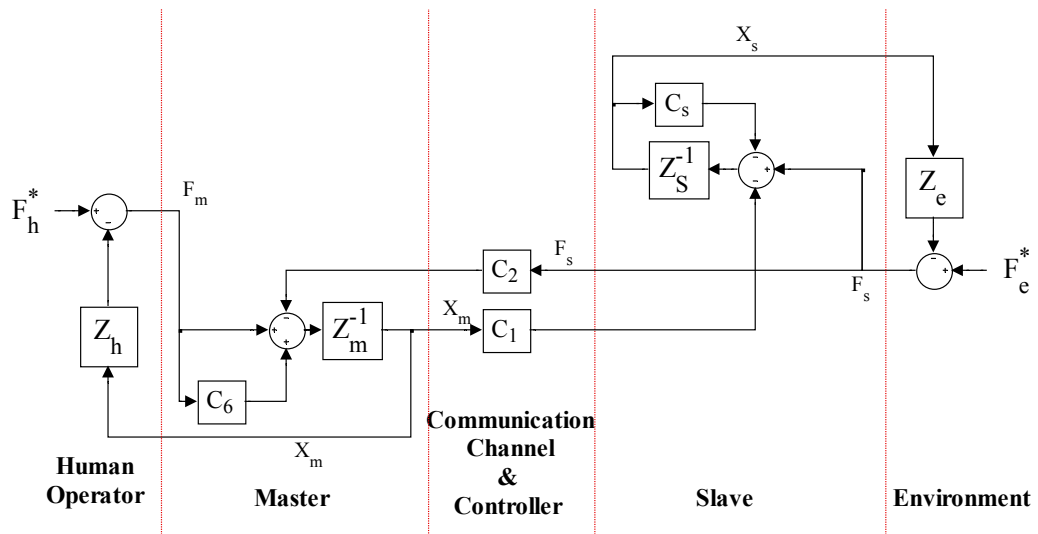 X_s
C_s
Z_S^-1
Z_e
F_m
F_h^*
F_s
C_2
F_s
F_e^*
Z_h
Z_m^-1
X_m
C_1
C_6
X_m
Human
Operator
Master
Communication
Channel
&
Controller
Slave
Environment